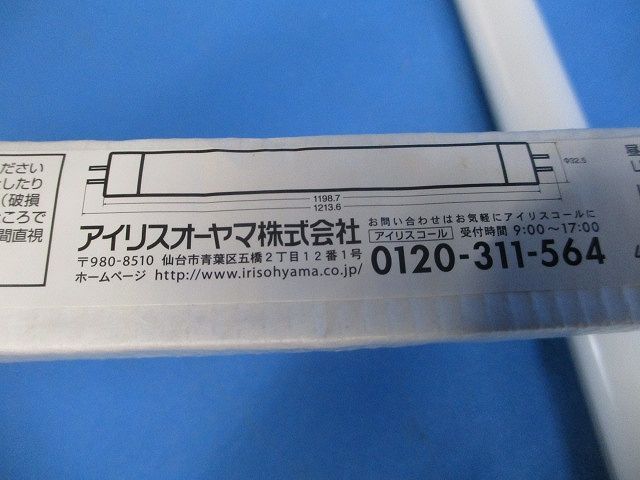 ださい
したり
(破損
ところで
間直視
1198.7
1213.6
Φ32.5
アイリスオーヤマ株式会社
〒980-8510 仙台市青葉区五橋2丁目12番1号
ホームページ http://www.irisohyama.co.jp/
お問い合わせはお気軽にアイリスコールに
アイリスコール 受付時間 9:00～17:00
0120-311-564